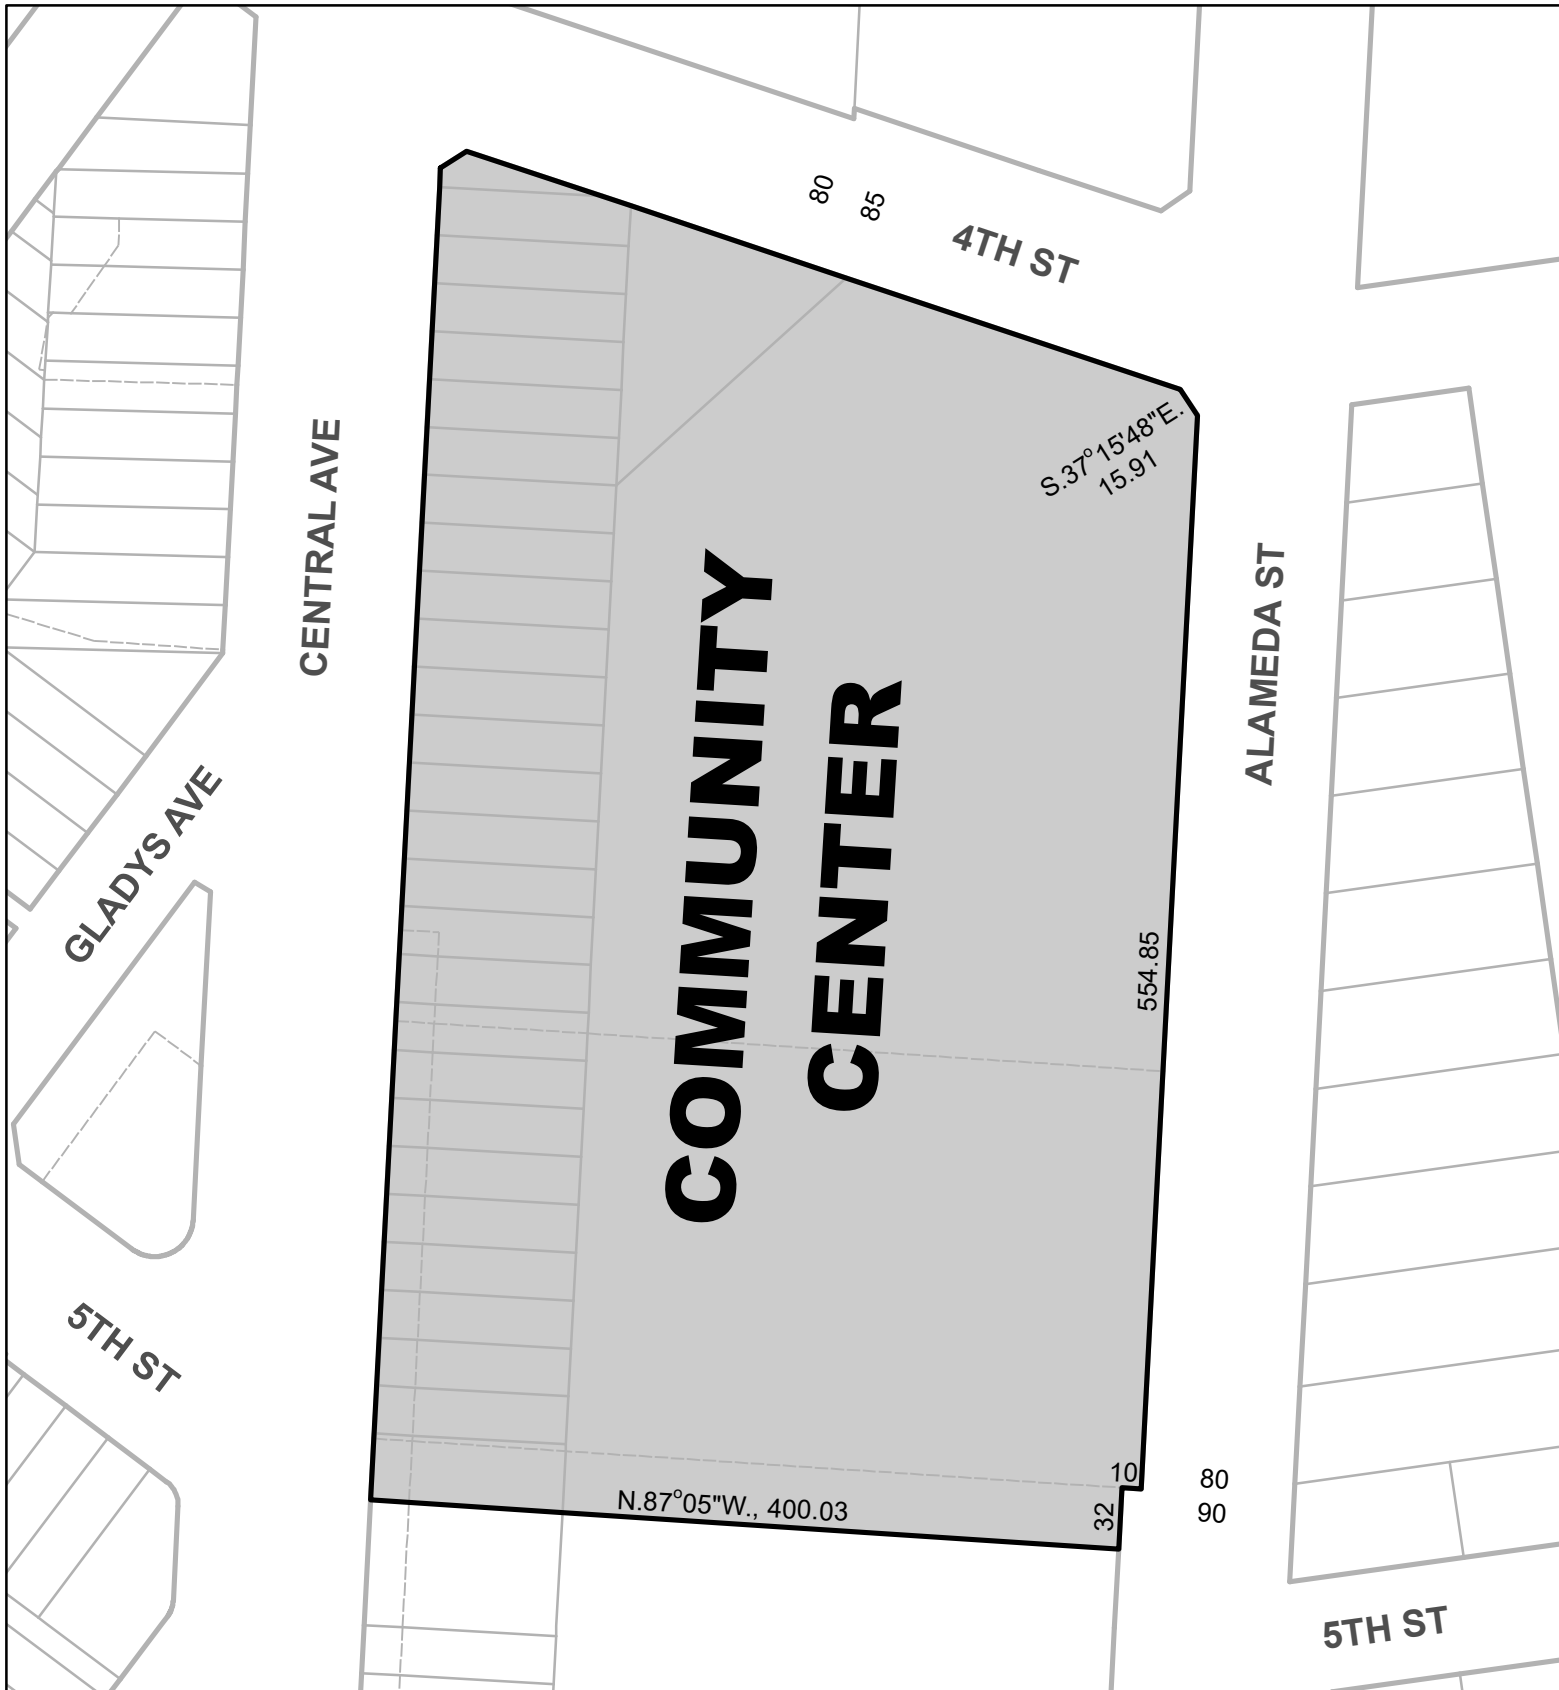 80
85
4TH ST
S.37°15'48"E.
15.91
CENTRAL AVE
ALAMEDA ST
COMMUNITY
CENTER
GLADYS AVE
554.85
5TH ST
10
80
N.87°05"W., 400.03
32
90
5TH ST